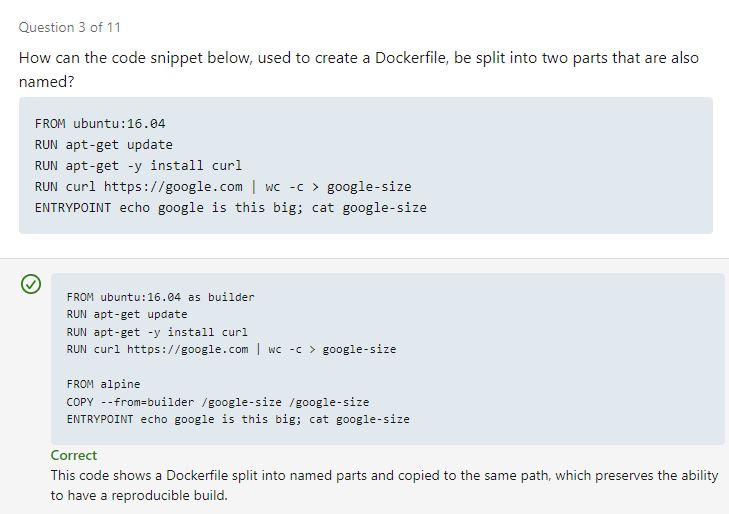 Question 3 of 11
How can the code snippet below, used to create a Dockerfile, be split into two parts that are also
named?
FROM ubuntu:16.04
RUN apt-get update
RUN apt-get -y install curl
RUN curl https://google.com | wc -c > google-size
ENTRYPOINT echo google is this big; cat google-size
FROM ubuntu:16.04 as builder
RUN apt-get update
RUN apt-get -y install curl
RUN curl https://google.com | wc -c > google-size
FROM alpine
COPY --from=builder /google-size /google-size
ENTRYPOINT echo google is this big; cat google-size
Correct
This code shows a Dockerfile split into named parts and copied to the same path, which preserves the ability
to have a reproducible build.